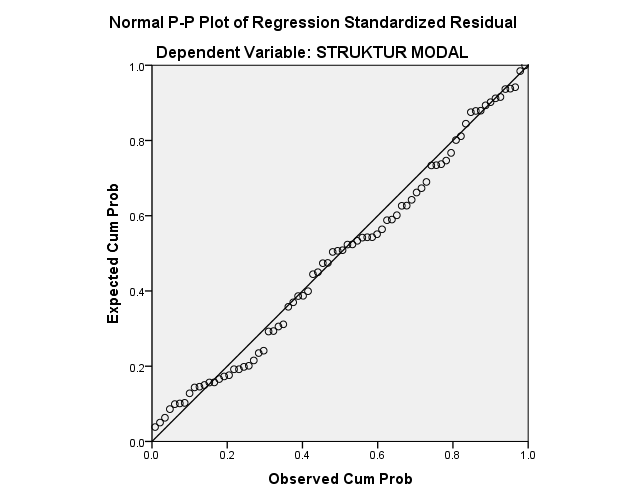 Normal P-P Plot of Regression Standardized Residual
Dependent Variable: STRUKTUR MODAL
Expected Cum Prob
1.0
0.8
0.6
0.4
0.2
0.0
0.0 0.2 0.4 0.6 0.8 1.0
Observed Cum Prob